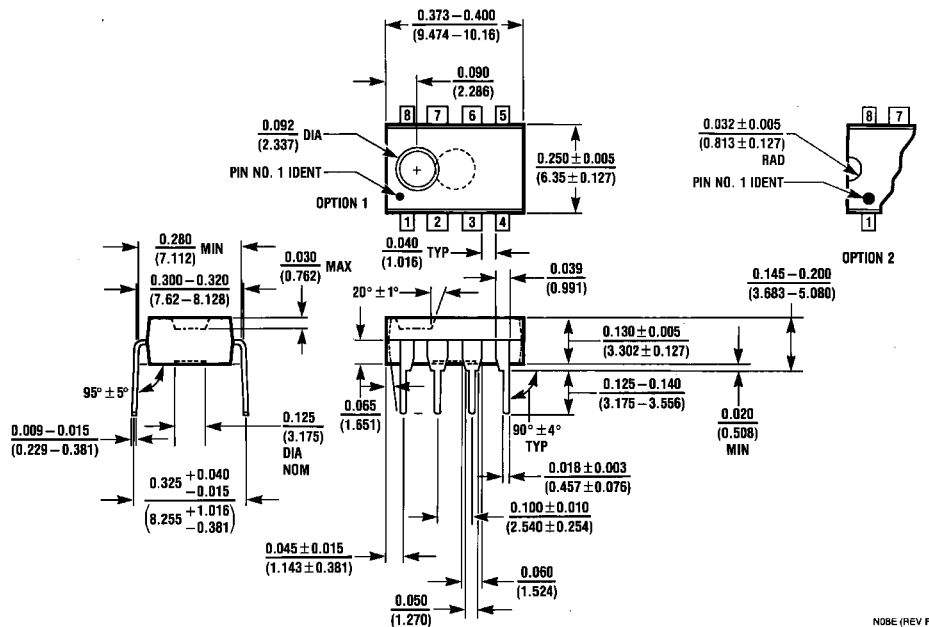 0.373–0.400
(9.474–10.16)
0.090
(2.286)
8 7 6 5
0.092 DIA
(2.337)
PIN NO. 1 IDENT
OPTION 1
1 2 3 4
0.250 ± 0.005
(6.35 ± 0.127)
0.032 ± 0.005
(0.813 ± 0.127)
RAD
PIN NO. 1 IDENT
8 7
1
OPTION 2
0.280 MIN
(7.112)
0.300–0.320
(7.62–8.128)
0.030 MAX
(0.762)
0.040 TYP
(1.016)
20° ± 1°
0.039
(0.991)
0.145–0.200
(3.683–5.080)
0.130 ± 0.005
(3.302 ± 0.127)
0.125–0.140
(3.175–3.556)
0.020
(0.508)
MIN
95° ± 5°
0.009–0.015
(0.229–0.381)
0.125
(3.175)
DIA
NOM
0.065
(1.651)
90° ± 4°
TYP
0.325 +0.040
−0.015
(8.255 +1.016
−0.381)
0.018 ± 0.003
(0.457 ± 0.076)
0.100 ± 0.010
(2.540 ± 0.254)
0.045 ± 0.015
(1.143 ± 0.381)
0.060
(1.524)
0.050
(1.270)
N08E (REV F